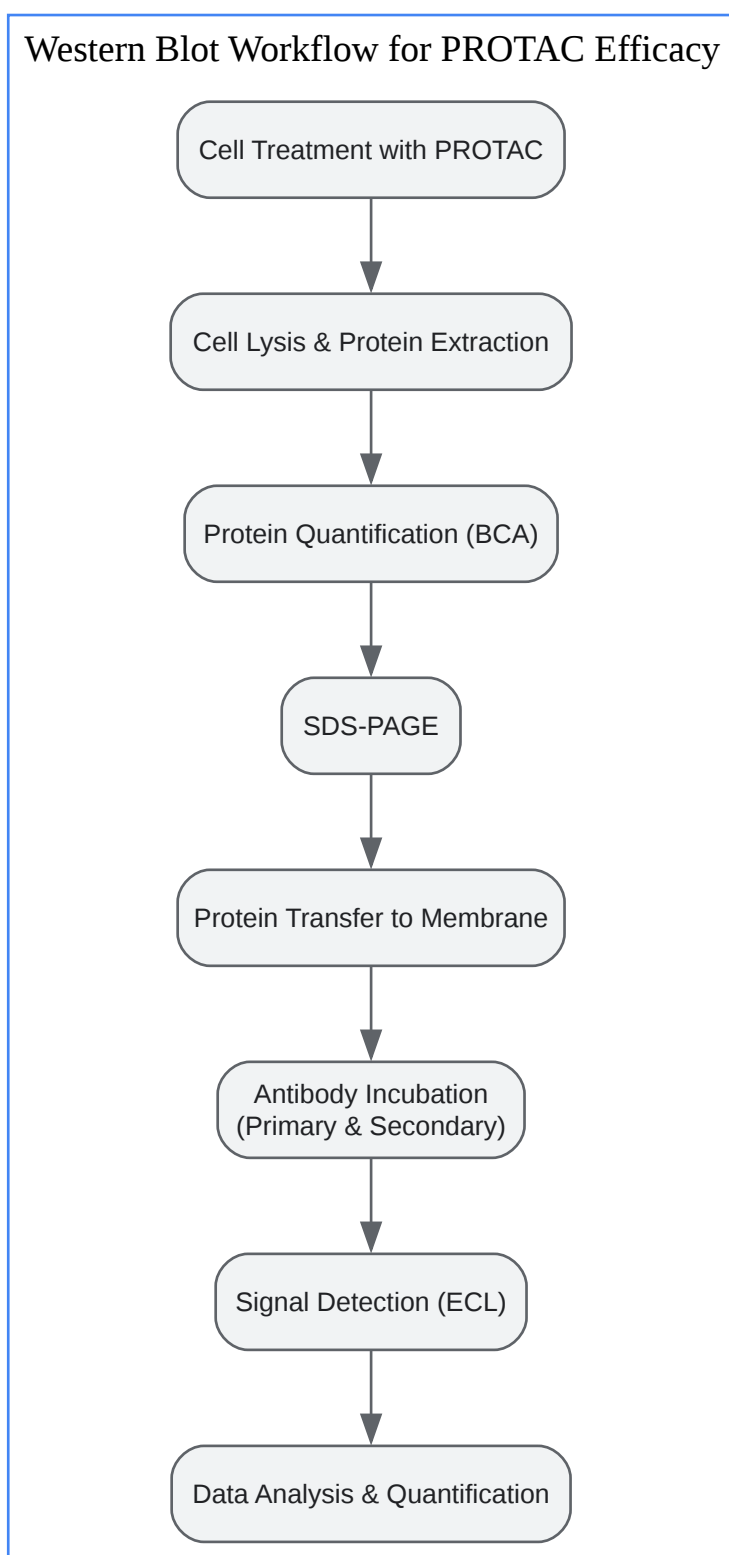 Western Blot Workflow for PROTAC Efficacy
Cell Treatment with PROTAC
Cell Lysis & Protein Extraction
Protein Quantification (BCA)
SDS-PAGE
Protein Transfer to Membrane
Antibody Incubation
(Primary & Secondary)
Signal Detection (ECL)
Data Analysis & Quantification